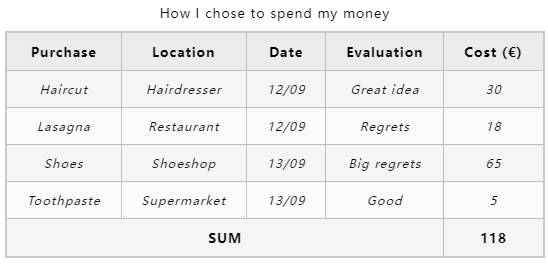 How I chose to spend my money
Purchase Location Date Evaluation Cost (€)
Haircut Hairdresser 12/09 Great idea 30
Lasagna Restaurant 12/09 Regrets 18
Shoes Shoeshop 13/09 Big regrets 65
Toothpaste Supermarket 13/09 Good 5
SUM 118